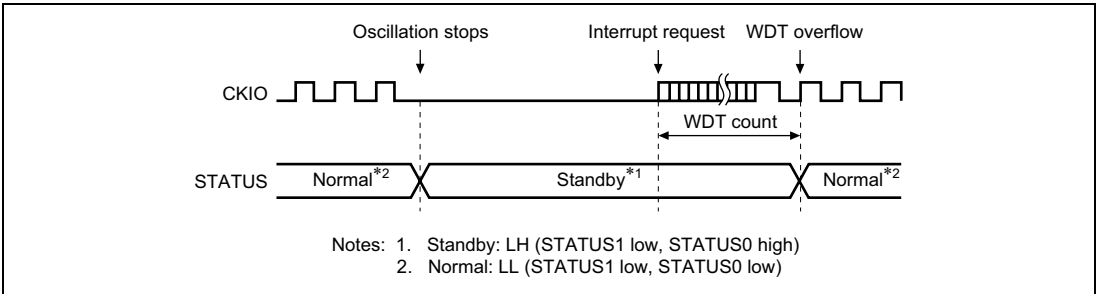 Oscillation stops Interrupt request WDT overflow
CKIO
WDT count
STATUS Normal*2 Standby*1 Normal*2
Notes: 1. Standby: LH (STATUS1 low, STATUS0 high)
2. Normal: LL (STATUS1 low, STATUS0 low)